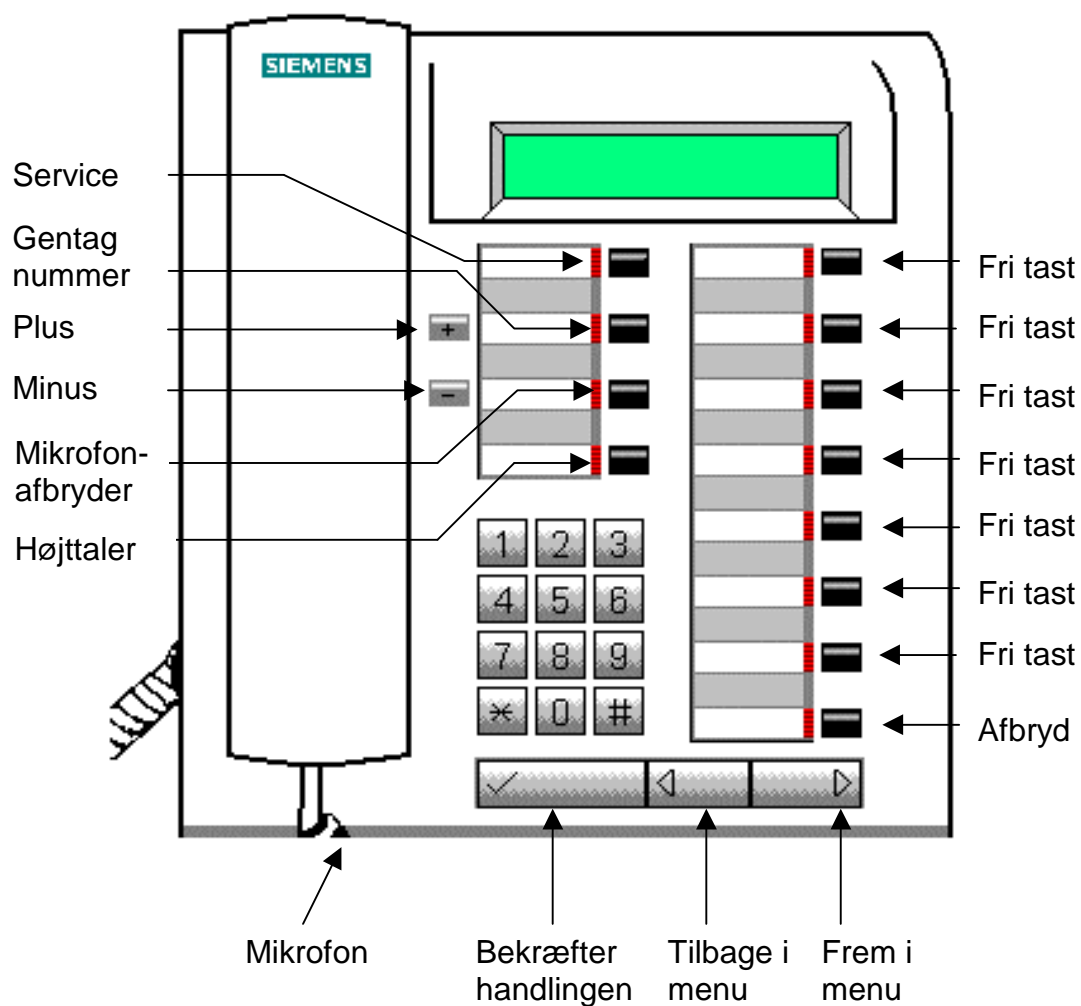 SIEMENS
Service
Gentag
nummer
Plus
Minus
Mikrofon-
afbryder
Højttaler
+
−
Fri tast
Fri tast
Fri tast
Fri tast
Fri tast
Fri tast
Fri tast
Afbryd
1 2 3
4 5 6
7 8 9
* 0 #
Mikrofon
Bekræfter
handlingen
Tilbage i
menu
Frem i
menu